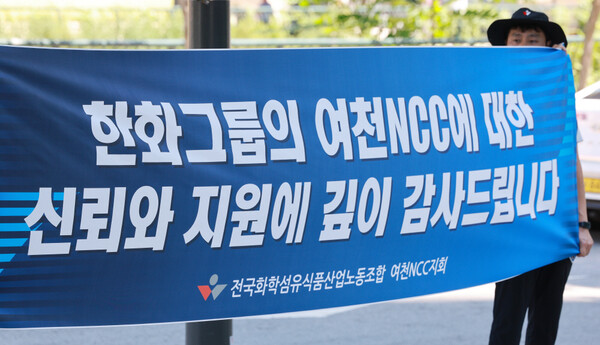 한화그룹의 여천NCC에 대한
신뢰와 지원에 깊이 감사드립니다
전국화학섬유식품산업노동조합 여천NCC지회